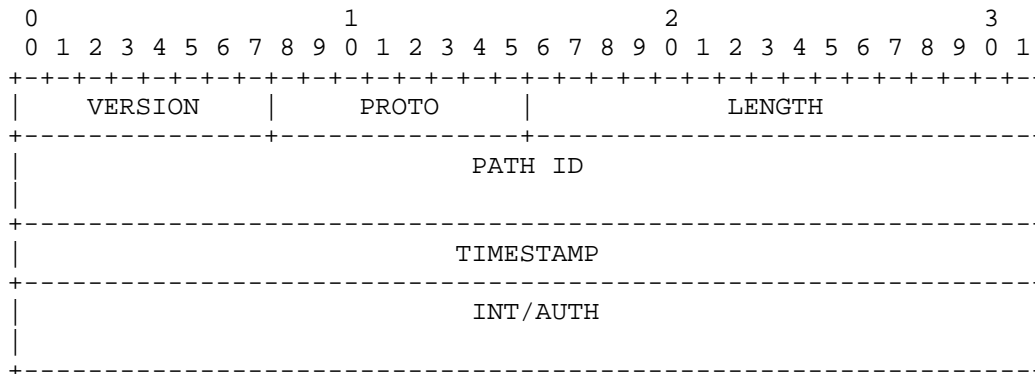 0                   1                   2                   3
0 1 2 3 4 5 6 7 8 9 0 1 2 3 4 5 6 7 8 9 0 1 2 3 4 5 6 7 8 9 0 1
VERSION | PROTO | LENGTH
PATH ID
TIMESTAMP
INT/AUTH